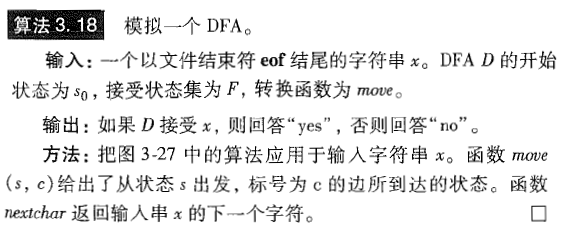 算法3.18 模拟一个 DFA。
输入：一个以文件结束符 eof 结尾的字符串 x。DFA D 的开始
状态为 s₀，接受状态集为 F，转换函数为 move。
输出：如果 D 接受 x，则回答“yes”，否则回答“no”。
方法：把图 3-27 中的算法应用于输入字符串 x。函数 move
(s, c)给出了从状态 s 出发，标号为 c 的边所到达的状态。函数
nextchar 返回输入串 x 的下一个字符。 □